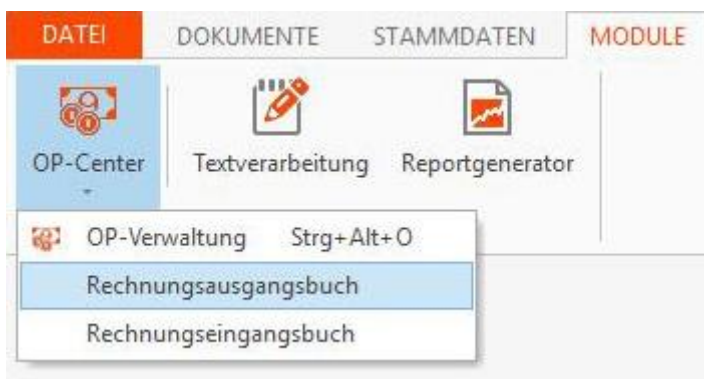 DATEI DOKUMENTE STAMMDATEN MODULE
OP-Center Textverarbeitung Reportgenerator
OP-Verwaltung Strg+Alt+O
Rechnungsausgangsbuch
Rechnungseingangsbuch